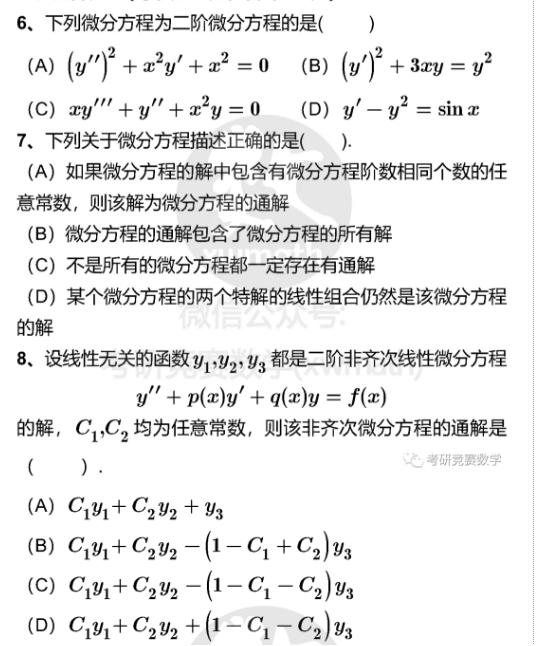 6、下列微分方程为二阶微分方程的是(      )
(A) (y′′)² + x²y′ + x² = 0   (B) (y′)² + 3xy = y²
(C) xy′′′ + y′′ + x²y = 0   (D) y′ − y² = sin x
7、下列关于微分方程描述正确的是(      ).
(A) 如果微分方程的解中包含有微分方程阶数相同个数的任
意常数，则该解为微分方程的通解
(B) 微分方程的通解包含了微分方程的所有解
(C) 不是所有的微分方程都一定存在有通解
(D) 某个微分方程的两个特解的线性组合仍然是该微分方程
的解
微信公众号:
8、设线性无关的函数 y₁,y₂, y₃ 都是二阶非齐次线性微分方程
y′′ + p(x)y′ + q(x)y = f(x)
的解，C₁,C₂ 均为任意常数，则该非齐次微分方程的通解是
(      ) .
考研竞赛数学
(A) C₁y₁ + C₂y₂ + y₃
(B) C₁y₁ + C₂y₂ − (1 − C₁ + C₂)y₃
(C) C₁y₁ + C₂y₂ − (1 − C₁ − C₂)y₃
(D) C₁y₁ + C₂y₂ + (1 − C₁ − C₂)y₃